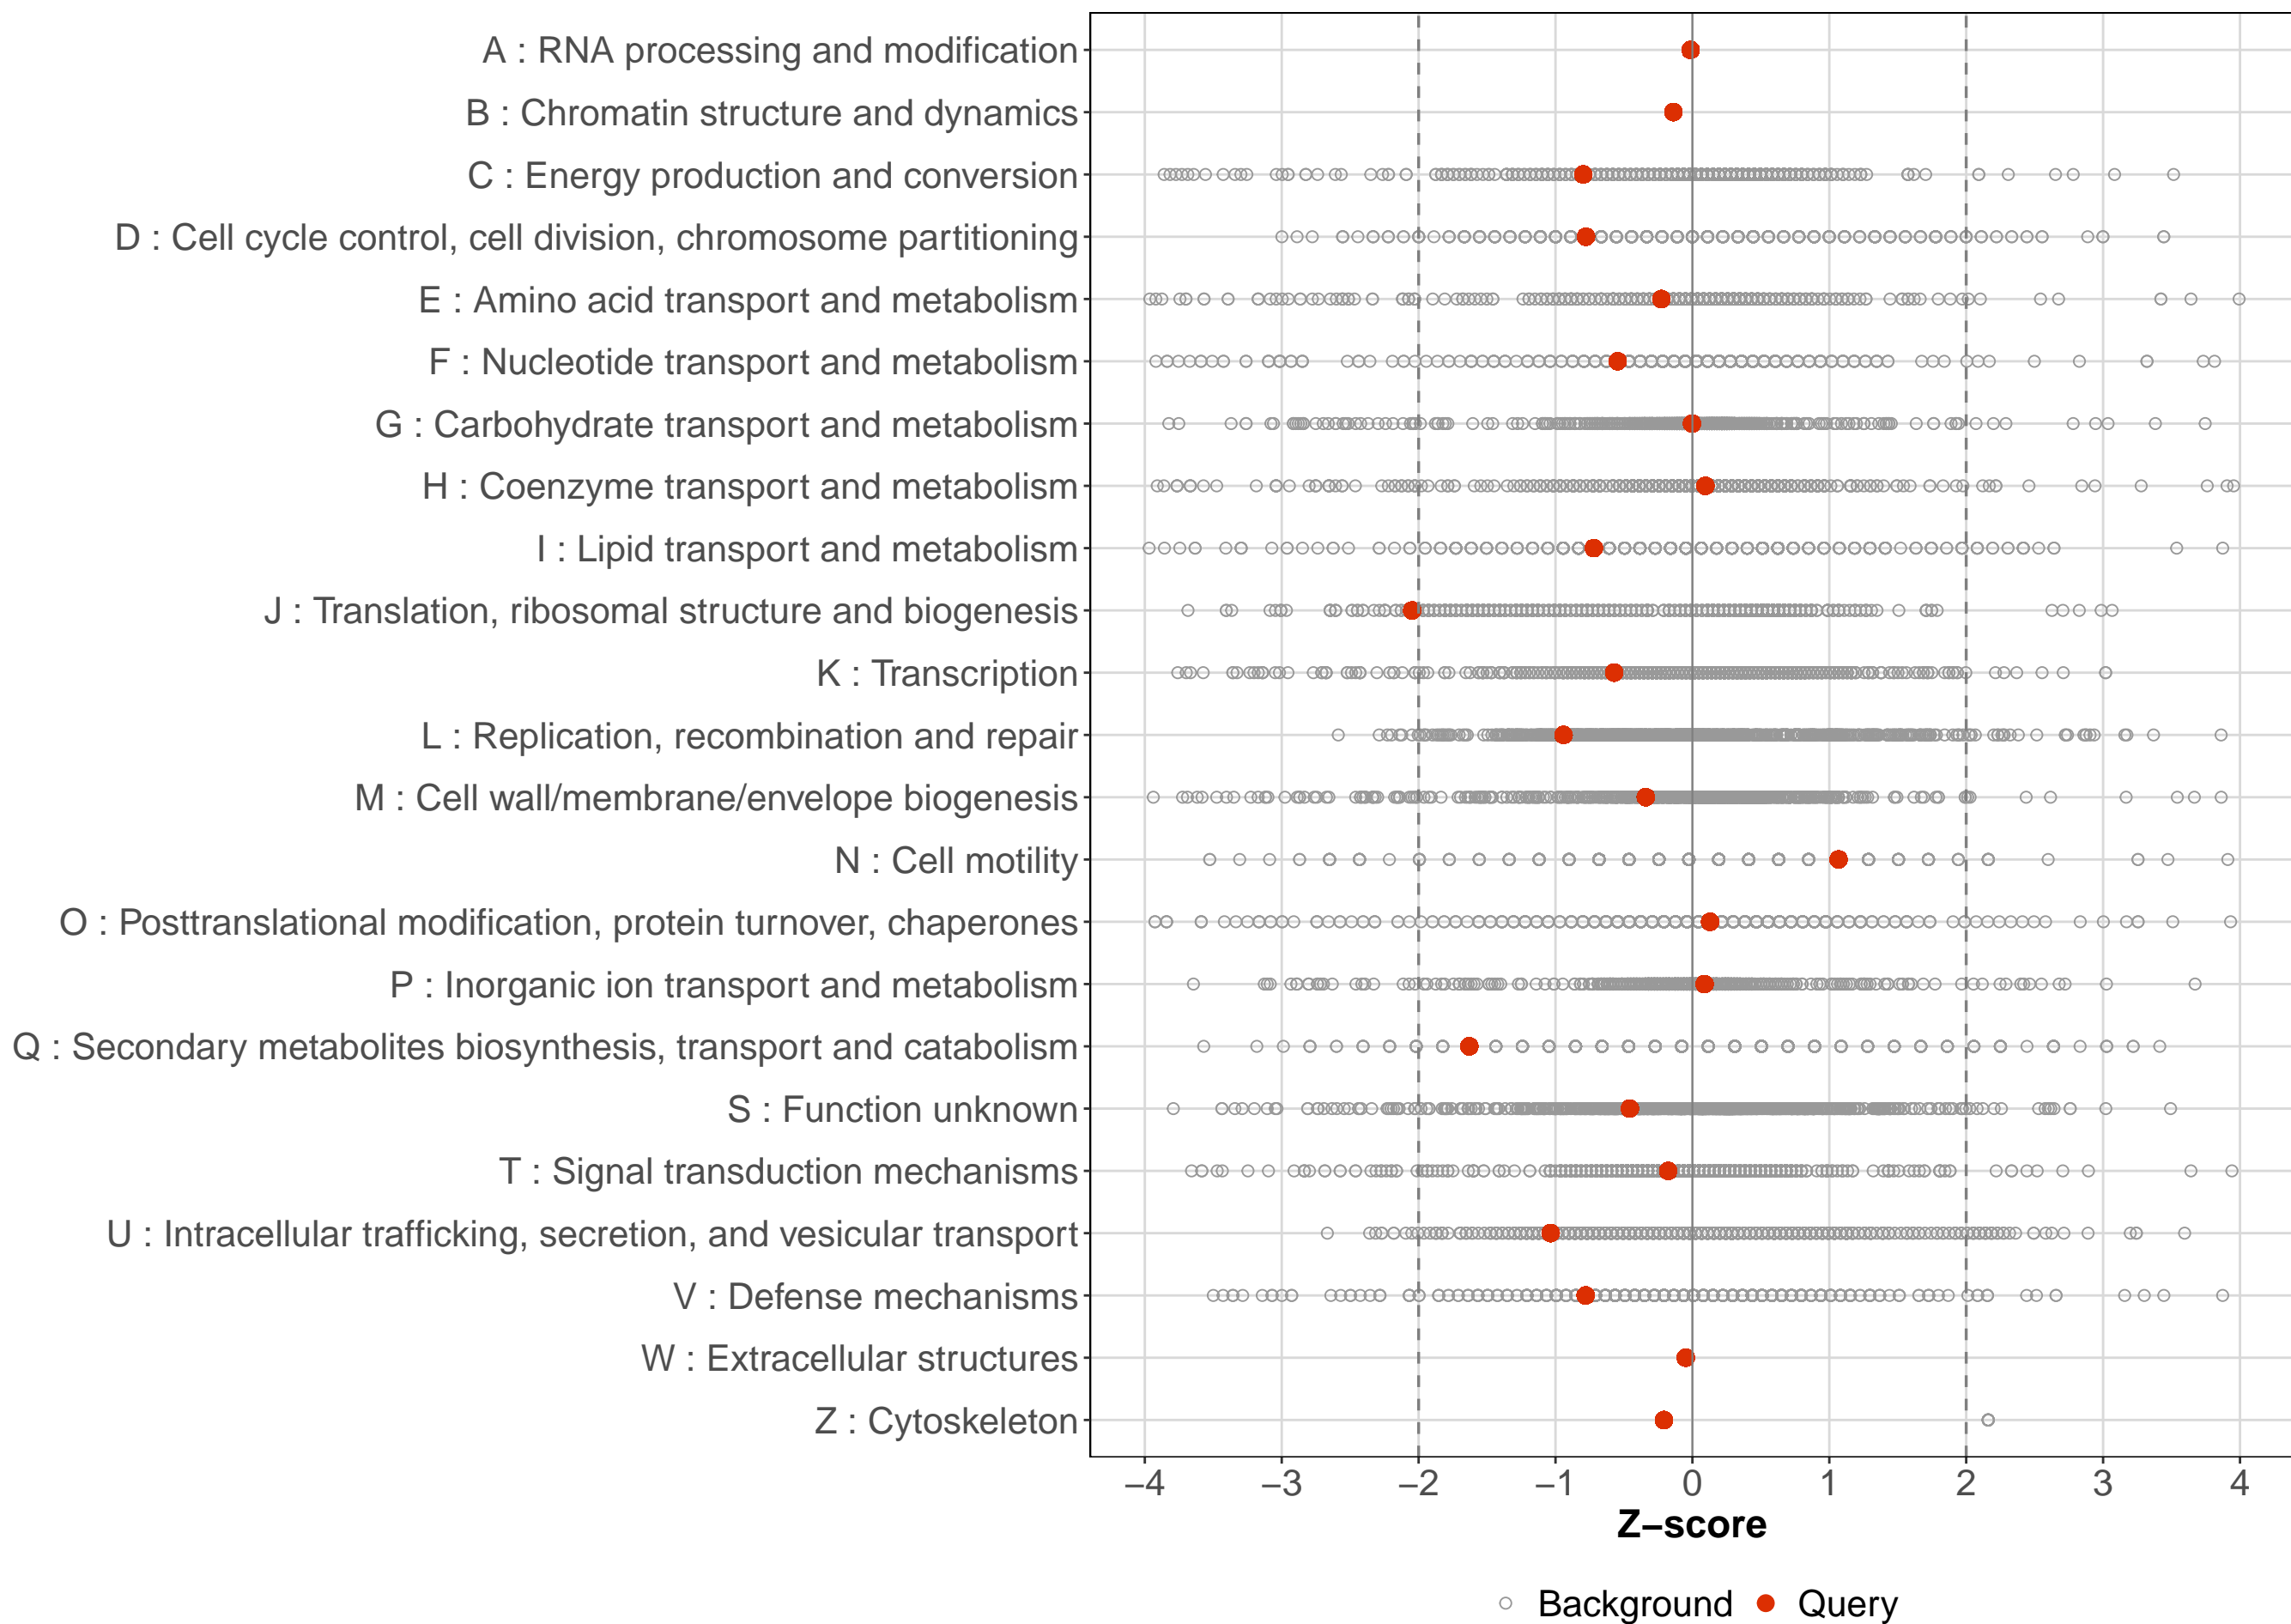 A : RNA processing and modification
B : Chromatin structure and dynamics
C : Energy production and conversion
D : Cell cycle control, cell division, chromosome partitioning
E : Amino acid transport and metabolism
F : Nucleotide transport and metabolism
G : Carbohydrate transport and metabolism
H : Coenzyme transport and metabolism
I : Lipid transport and metabolism
J : Translation, ribosomal structure and biogenesis
K : Transcription
L : Replication, recombination and repair
M : Cell wall/membrane/envelope biogenesis
N : Cell motility
O : Posttranslational modification, protein turnover, chaperones
P : Inorganic ion transport and metabolism
Q : Secondary metabolites biosynthesis, transport and catabolism
S : Function unknown
T : Signal transduction mechanisms
U : Intracellular trafficking, secretion, and vesicular transport
V : Defense mechanisms
W : Extracellular structures
Z : Cytoskeleton
−4 −3 −2 −1 0 1 2 3 4
Z−score
Background Query